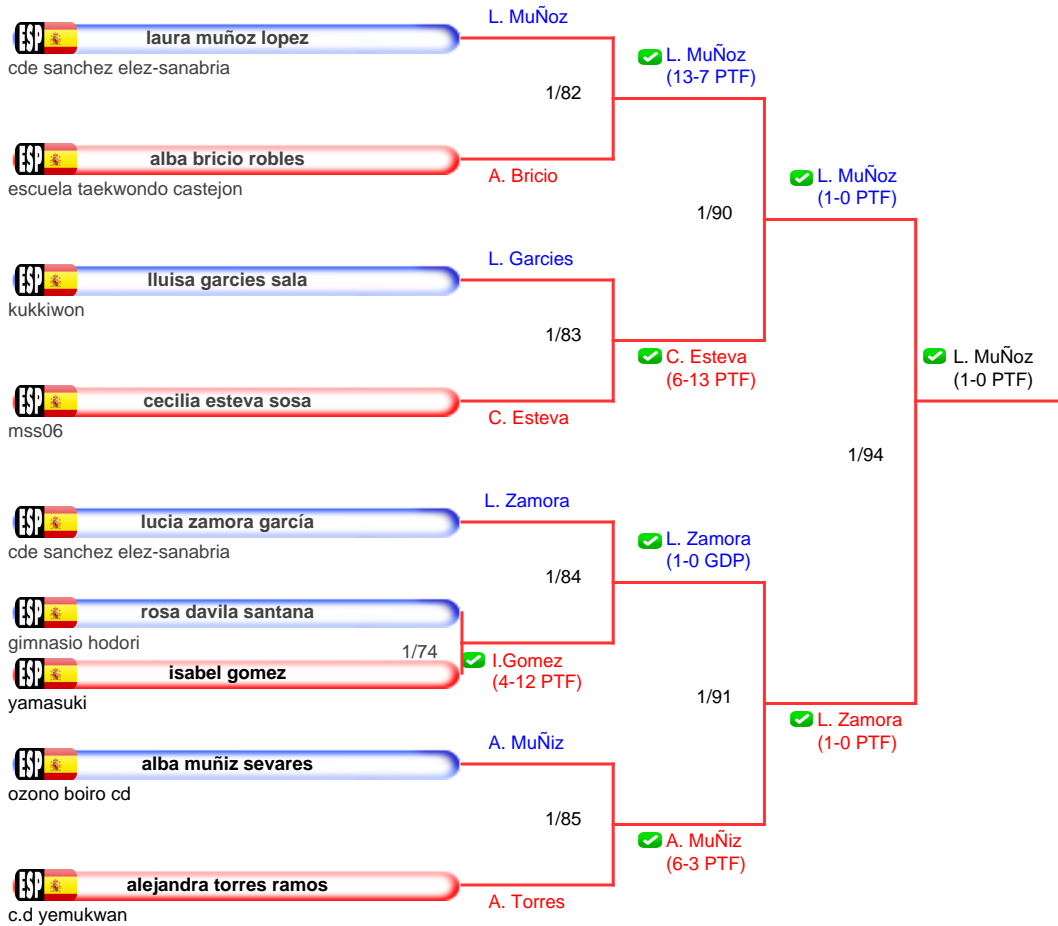 L. MuÑoz
ESP laura muñoz lopez
cde sanchez elez-sanabria
L. MuÑoz
(13-7 PTF)
1/82
ESP alba bricio robles
escuela taekwondo castejon
A. Bricio
L. MuÑoz
(1-0 PTF)
1/90
ESP lluisa garcies sala
kukkiwon
L. Garcies
1/83
C. Esteva
(6-13 PTF)
L. MuÑoz
(1-0 PTF)
ESP cecilia esteva sosa
mss06
C. Esteva
1/94
L. Zamora
ESP lucia zamora garcía
cde sanchez elez-sanabria
L. Zamora
(1-0 GDP)
1/84
ESP rosa davila santana
gimnasio hodori
1/74
I.Gomez
(4-12 PTF)
ESP isabel gomez
yamasuki
1/91
L. Zamora
(1-0 PTF)
A. MuÑiz
ESP alba muñiz sevares
ozono boiro cd
1/85
A. MuÑiz
(6-3 PTF)
ESP alejandra torres ramos
c.d yemukwan
A. Torres